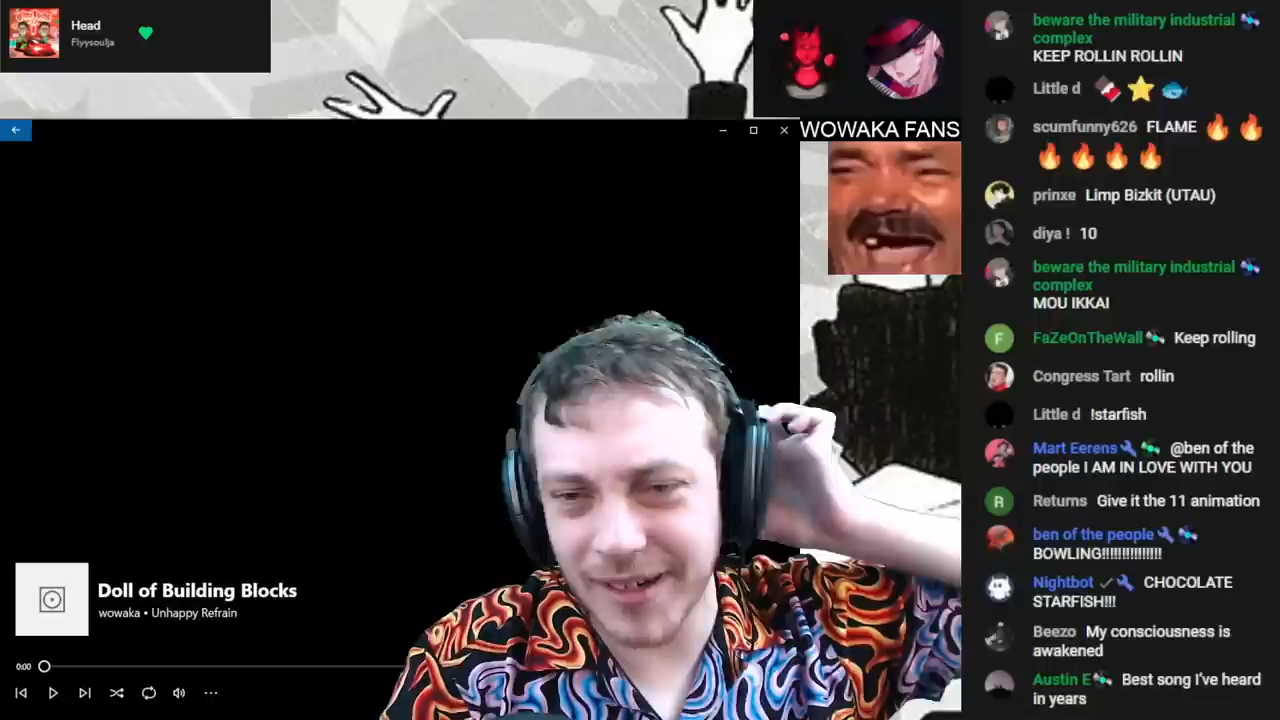 Head
Flyysoulja
WOWAKA FANS
Doll of Building Blocks
wowaka • Unhappy Refrain
0:00
beware the military industrial
complex
KEEP ROLLIN ROLLIN
Little d 🍫 ⭐ 🐟
scumfunny626 FLAME 🔥 🔥
🔥 🔥 🔥 🔥
prinxe Limp Bizkit (UTAU)
diya ! 10
beware the military industrial
complex
MOU IKKAI
F FaZeOnTheWall Keep rolling
Congress Tart rollin
Little d !starfish
Mart Eerens @ben of the
people I AM IN LOVE WITH YOU
R Returns Give it the 11 animation
ben of the people
BOWLING!!!!!!!!!!!!!!!!
Nightbot CHOCOLATE
STARFISH!!!
Beezo My consciousness is
awakened
Austin E Best song I've heard
in years